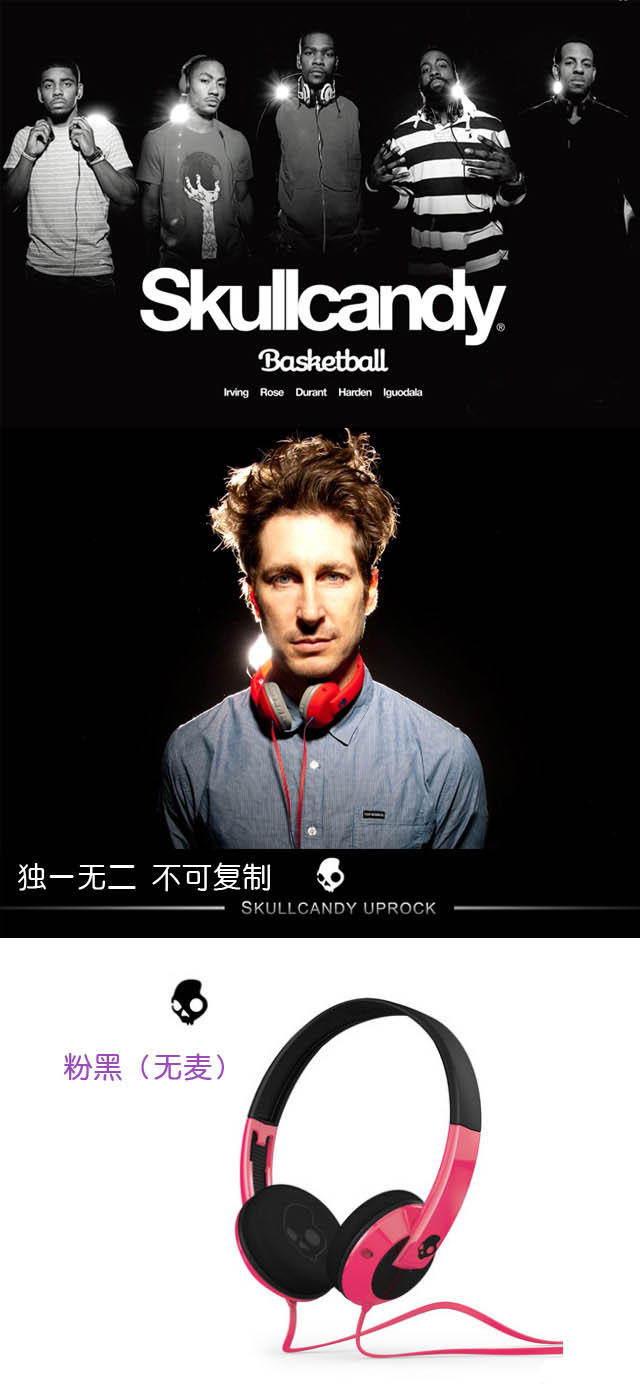 Skullcandy®
Basketball
Irving Rose Durant Harden Iguodala
独一无二 不可复制
SKULLCANDY UPROCK
粉黑（无麦）